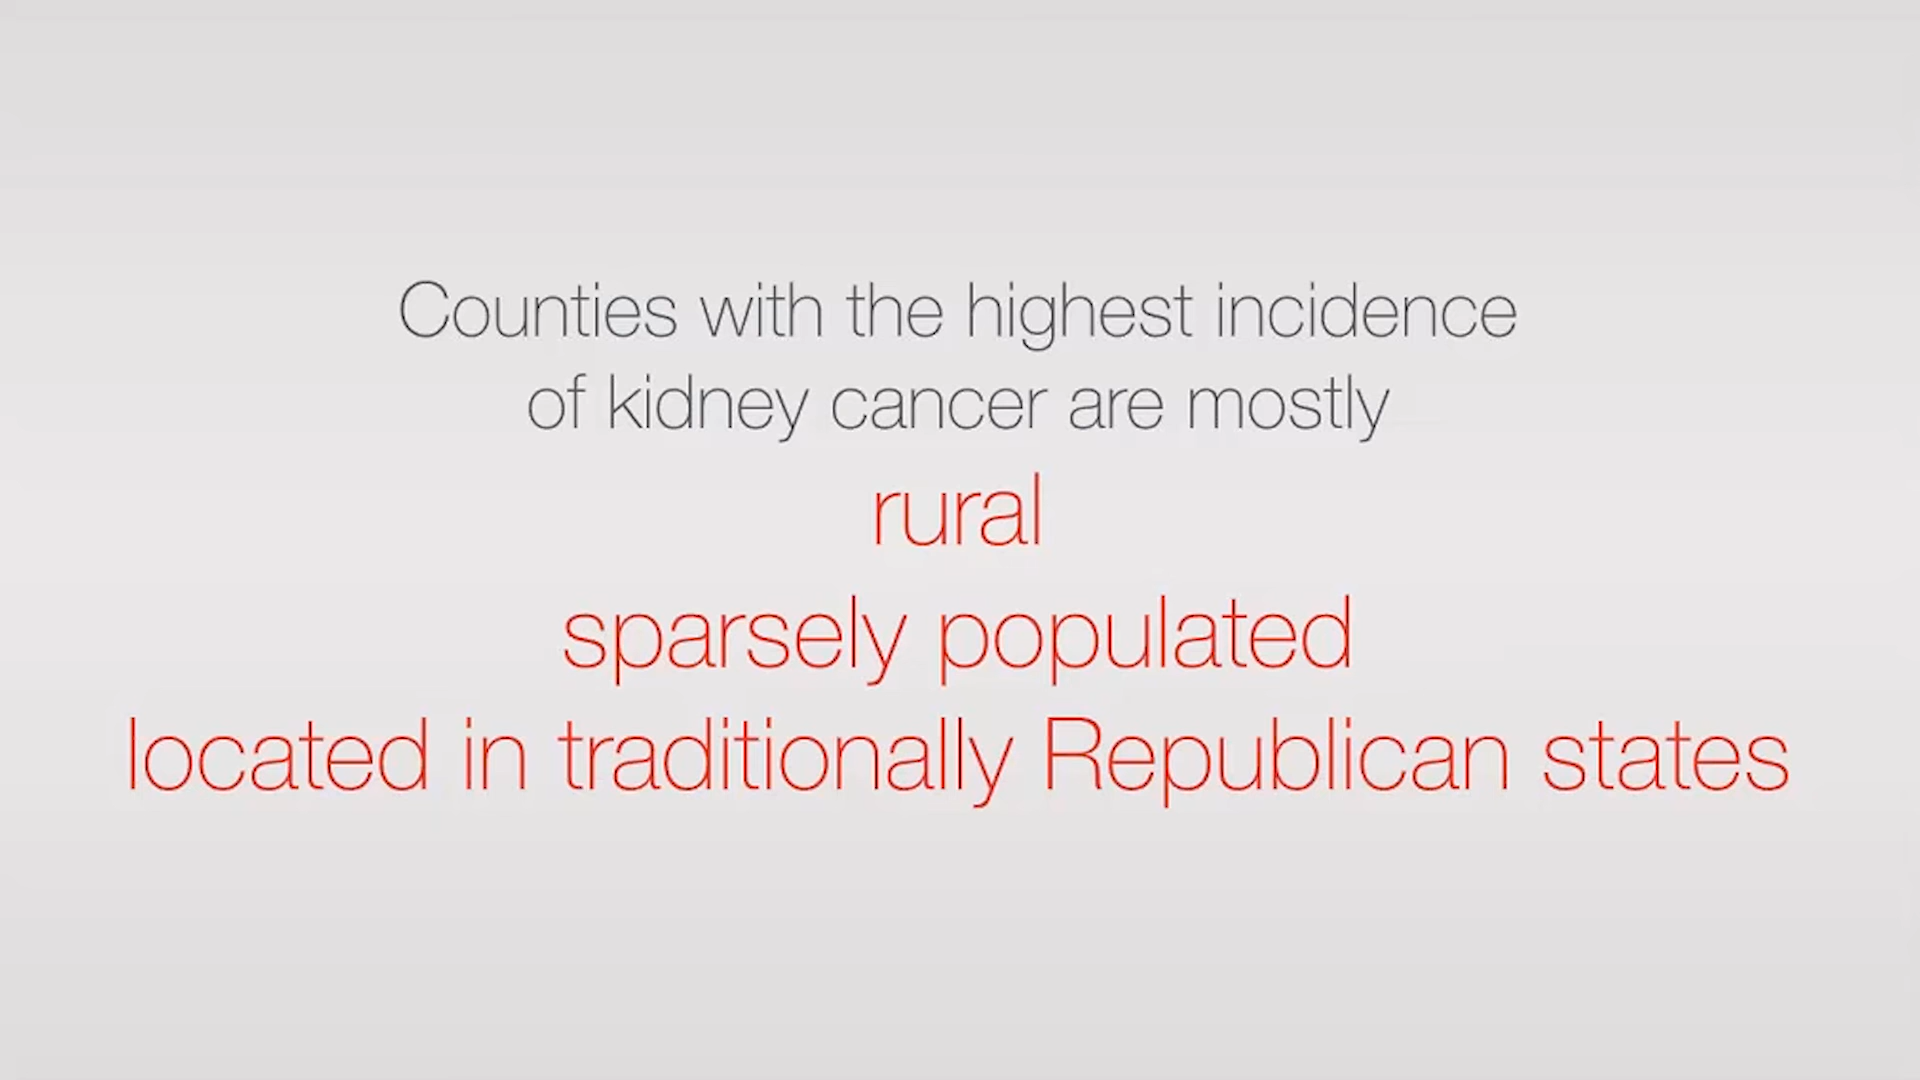 Counties with the highest incidence
of kidney cancer are mostly
rural
sparsely populated
located in traditionally Republican states